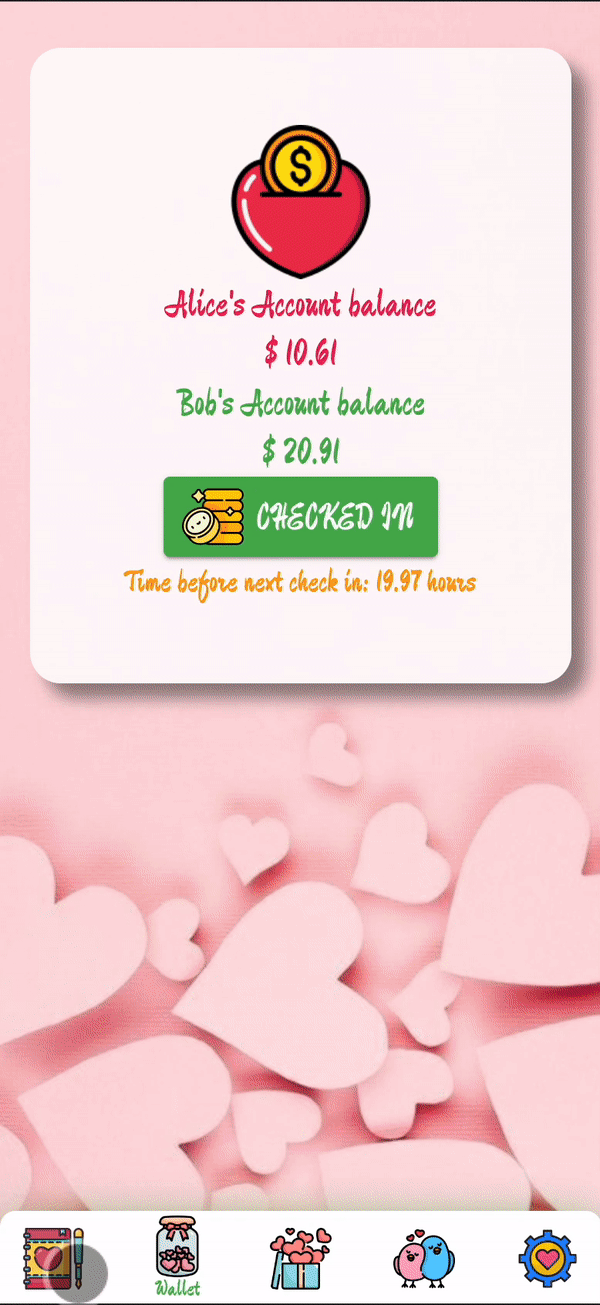 $
Alice's Account balance
$ 10.61
Bob's Account balance
$ 20.91
CHECKED IN
Time before next check in: 19.97 hours
Wallet